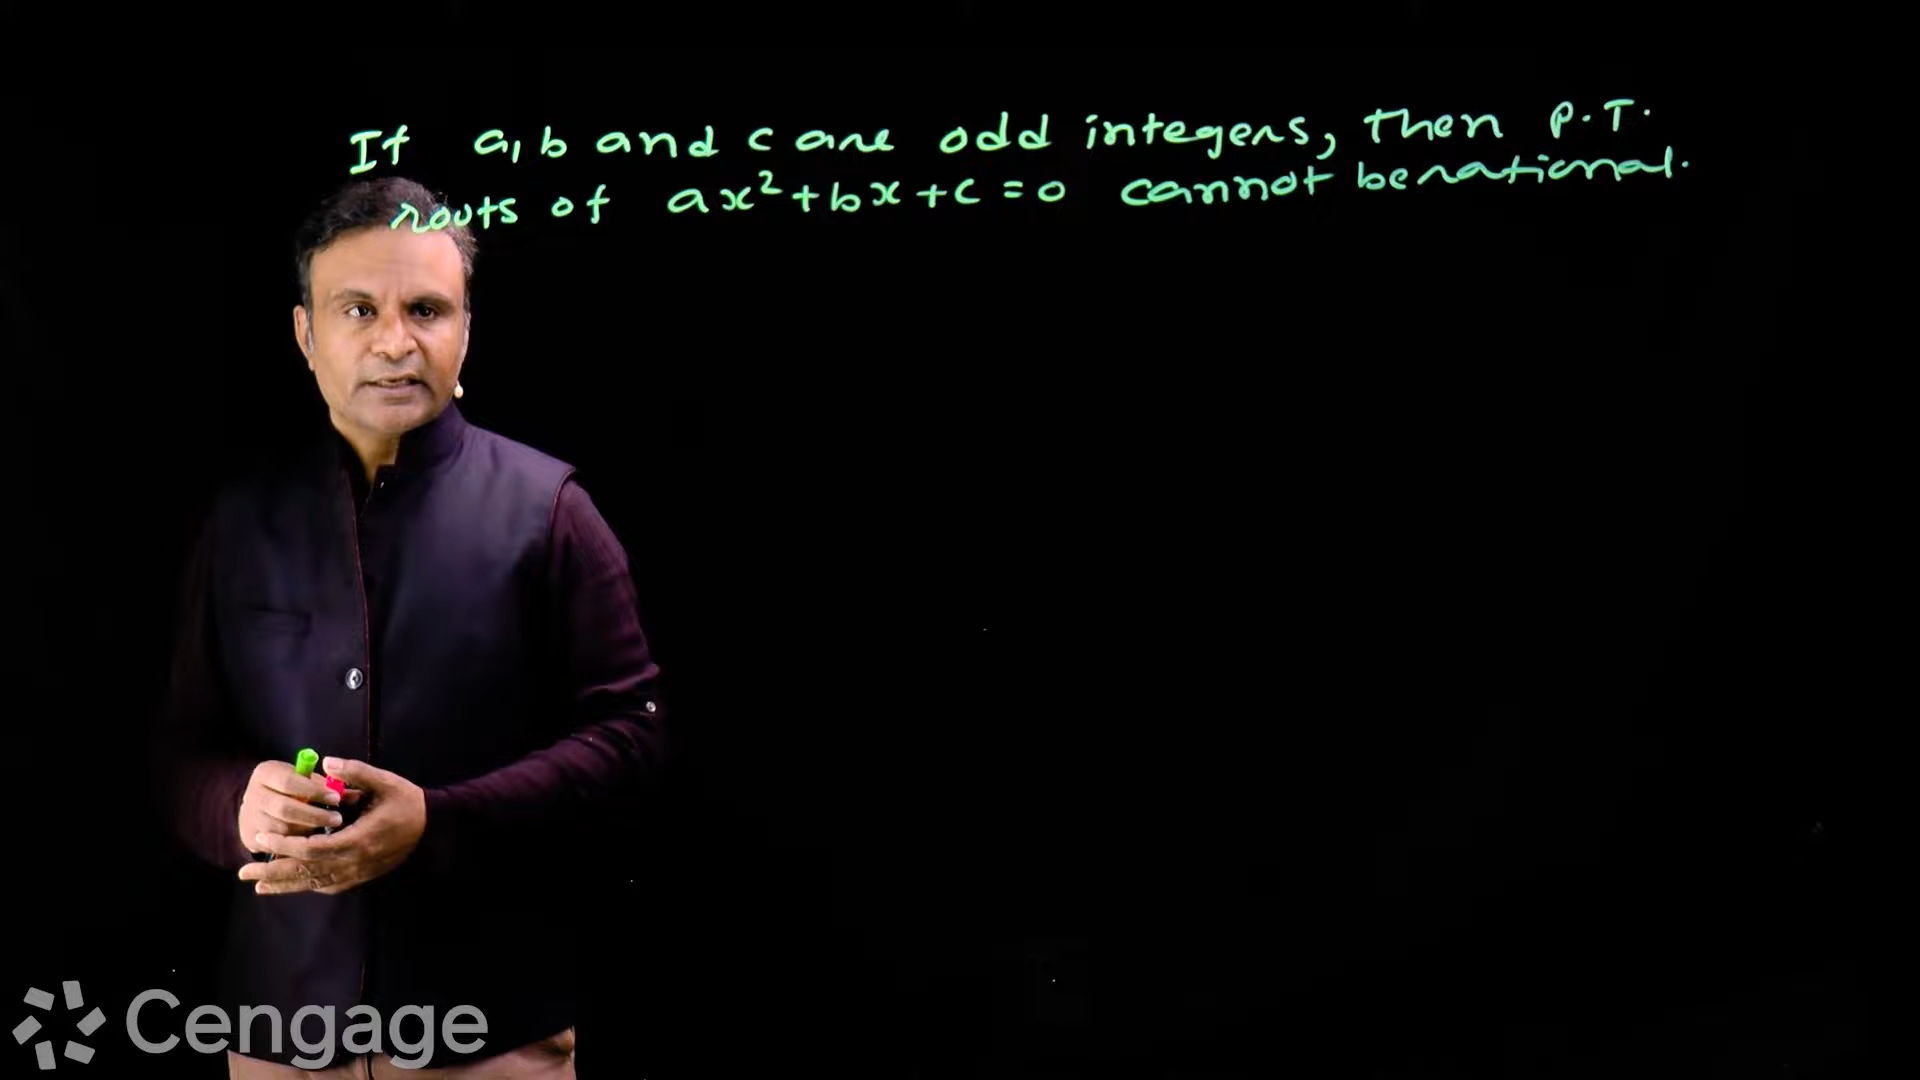 If a, b and c are odd integers, then P.T.
roots of ax²+bx+c=0 cannot be rational.
Cengage